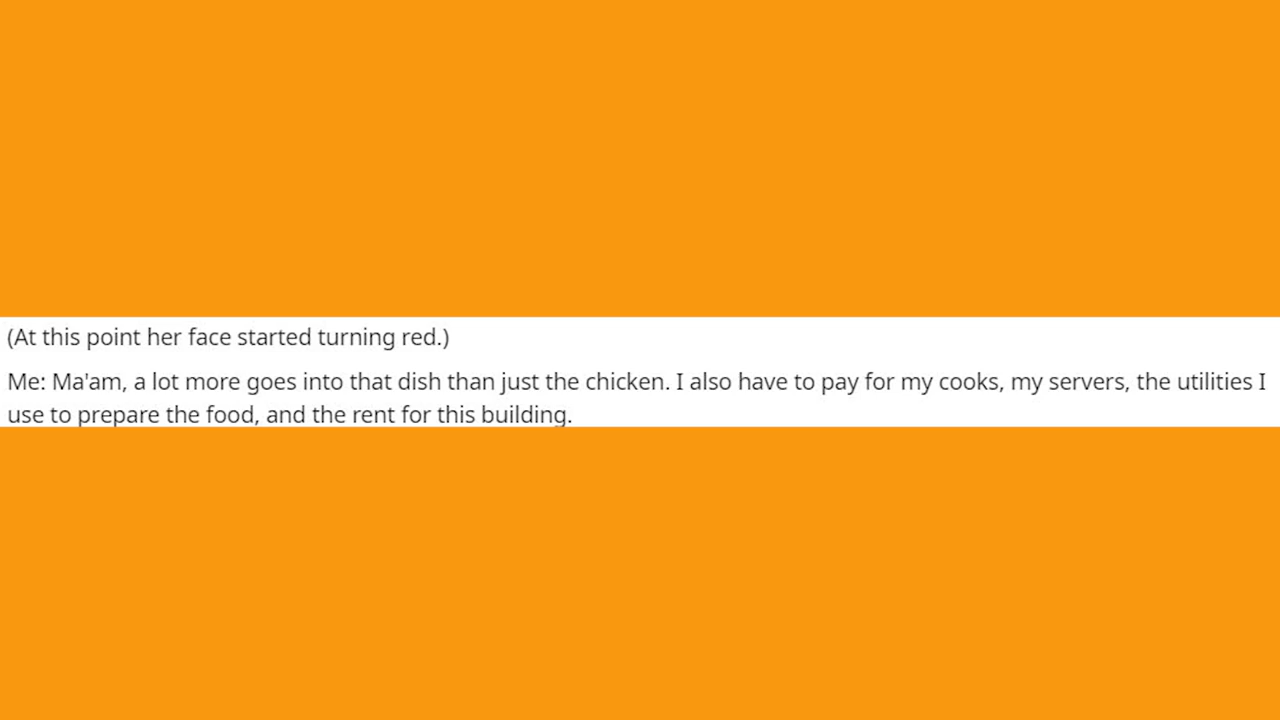 (At this point her face started turning red.)
Me: Ma'am, a lot more goes into that dish than just the chicken. I also have to pay for my cooks, my servers, the utilities I
use to prepare the food, and the rent for this building.